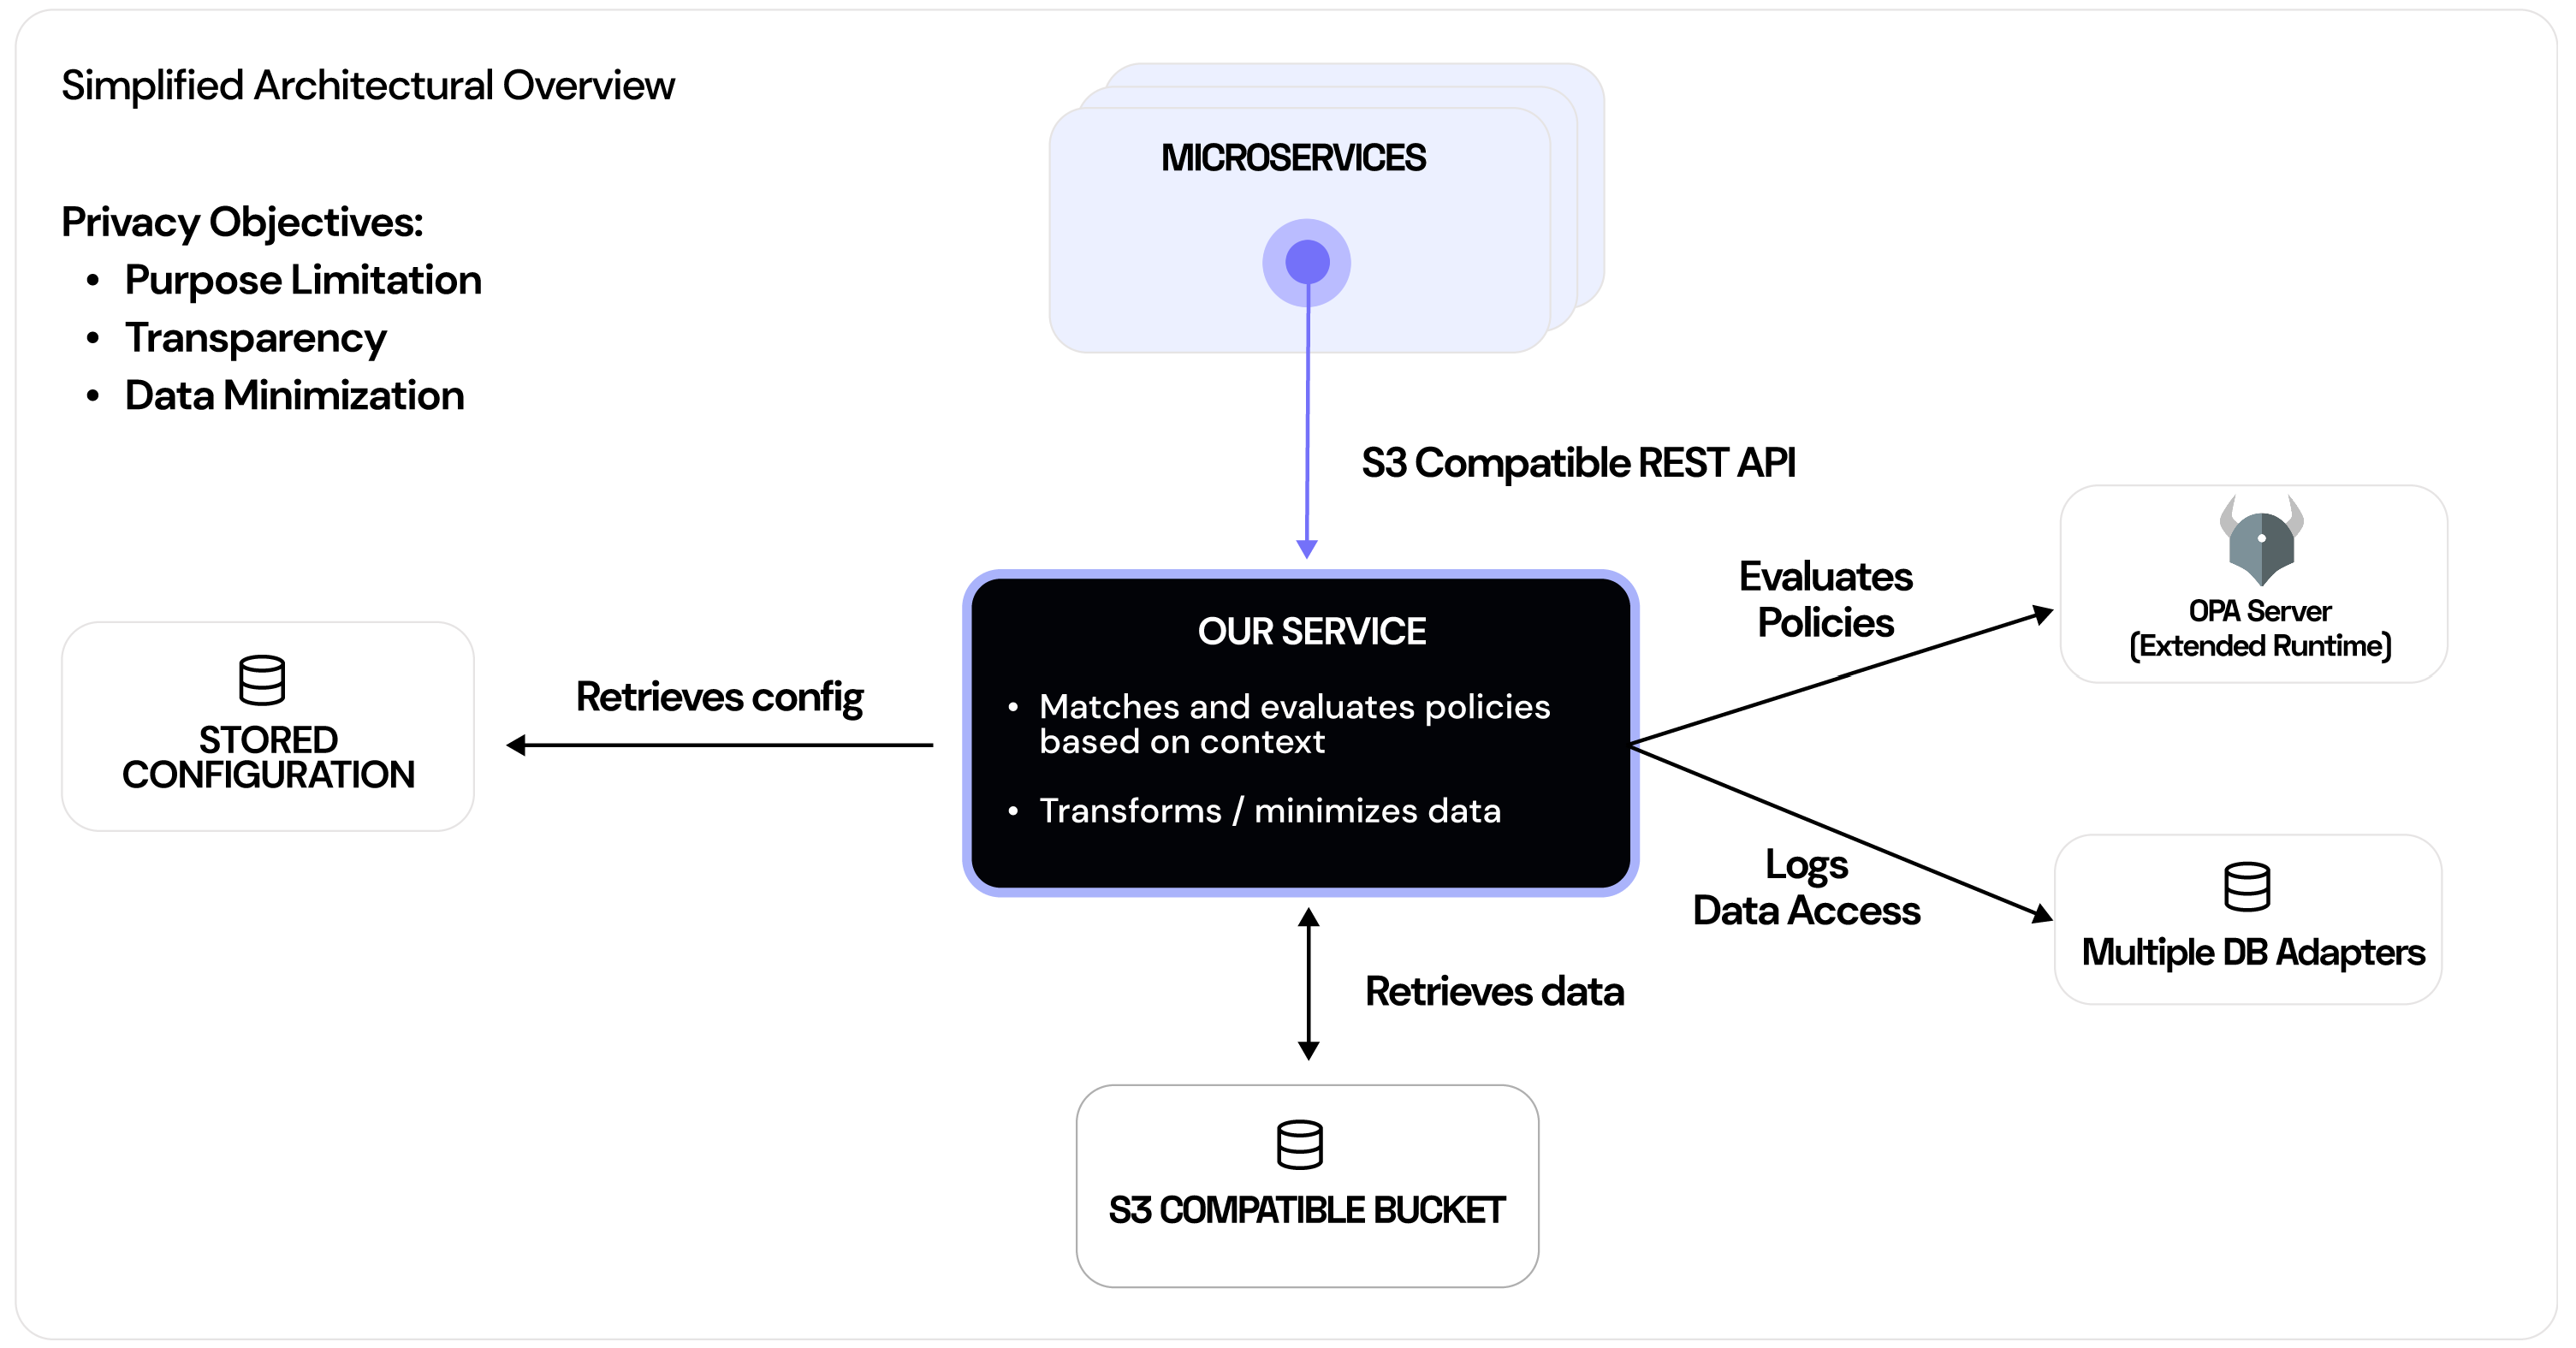 Simplified Architectural Overview
Privacy Objectives:
• Purpose Limitation
• Transparency
• Data Minimization
MICROSERVICES
S3 Compatible REST API
OUR SERVICE
• Matches and evaluates policies
based on context
• Transforms / minimizes data
Retrieves config
STORED
CONFIGURATION
Evaluates
Policies
OPA Server
(Extended Runtime)
Logs
Data Access
Multiple DB Adapters
Retrieves data
S3 COMPATIBLE BUCKET